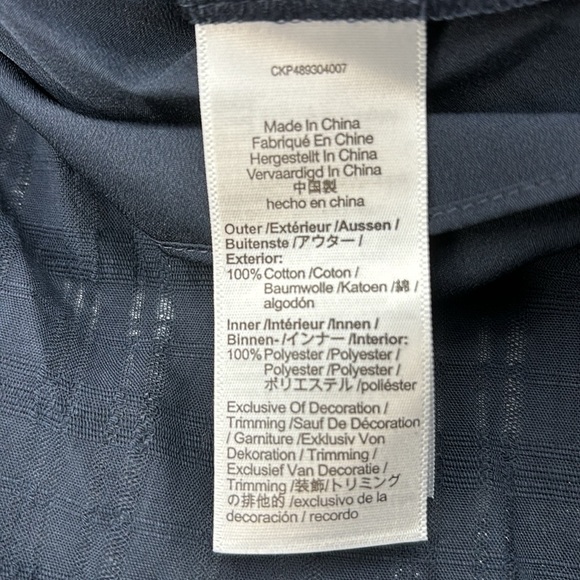 CKP489304007
Made In China
Fabriqué En Chine
Hergestellt In China
Vervaardigd In China
中国製
hecho en china
Outer /Extérieur /Aussen /
Buitenste /アウター /
Exterior:
100% Cotton /Coton /
Baumwolle /Katoen /綿 /
algodón
Inner /Intérieur /Innen /
Binnen- /インナー /Interior:
100% Polyester /Polyester /
Polyester /Polyester /
ポリエステル /poliéster
Exclusive Of Decoration /
Trimming /Sauf De Décoration
/ Garniture /Exklusiv Von
Dekoration / Trimming /
Exclusief Van Decoratie /
Trimming /装飾/トリミング
の排他的 /exclusivo de la
decoración / recordo